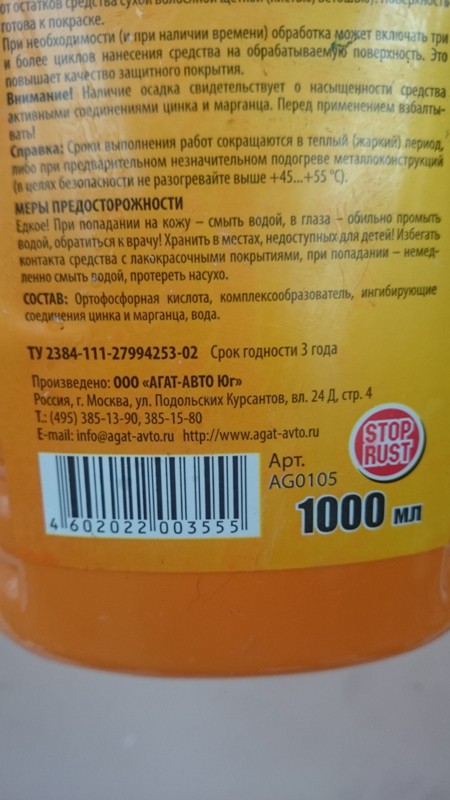 от остатков средства сухой волосяной щеткой (кистью, ветошью). Поверхность
готова к покраске.
При необходимости (и при наличии времени) обработка может включать три
и более циклов нанесения средства на обрабатываемую поверхность. Это
повышает качество защитного покрытия.
Внимание! Наличие осадка свидетельствует о насыщенности средства
активными соединениями цинка и марганца. Перед применением взбалты-
вать!
Справка: Сроки выполнения работ сокращаются в теплый (жаркий) период,
либо при предварительном незначительном подогреве металлоконструкций
(в целях безопасности не разогревайте выше +45...+55 °С).
МЕРЫ ПРЕДОСТОРОЖНОСТИ
Едкое! При попадании на кожу – смыть водой, в глаза – обильно промыть
водой, обратиться к врачу! Хранить в местах, недоступных для детей! Избегать
контакта средства с лакокрасочными покрытиями, при попадании – немед-
ленно смыть водой, протереть насухо.
СОСТАВ: Ортофосфорная кислота, комплексообразователь, ингибирующие
соединения цинка и марганца, вода.
ТУ 2384-111-27994253-02 Срок годности 3 года
Произведено: ООО «АГАТ-АВТО Юг»
Россия, г. Москва, ул. Подольских Курсантов, вл. 24 Д, стр. 4
Т.: (495) 385-13-90, 385-15-80
E-mail: info@agat-avto.ru http://www.agat-avto.ru
STOP
RUST
Арт.
AG0105
1000 мл
4 602022 003555